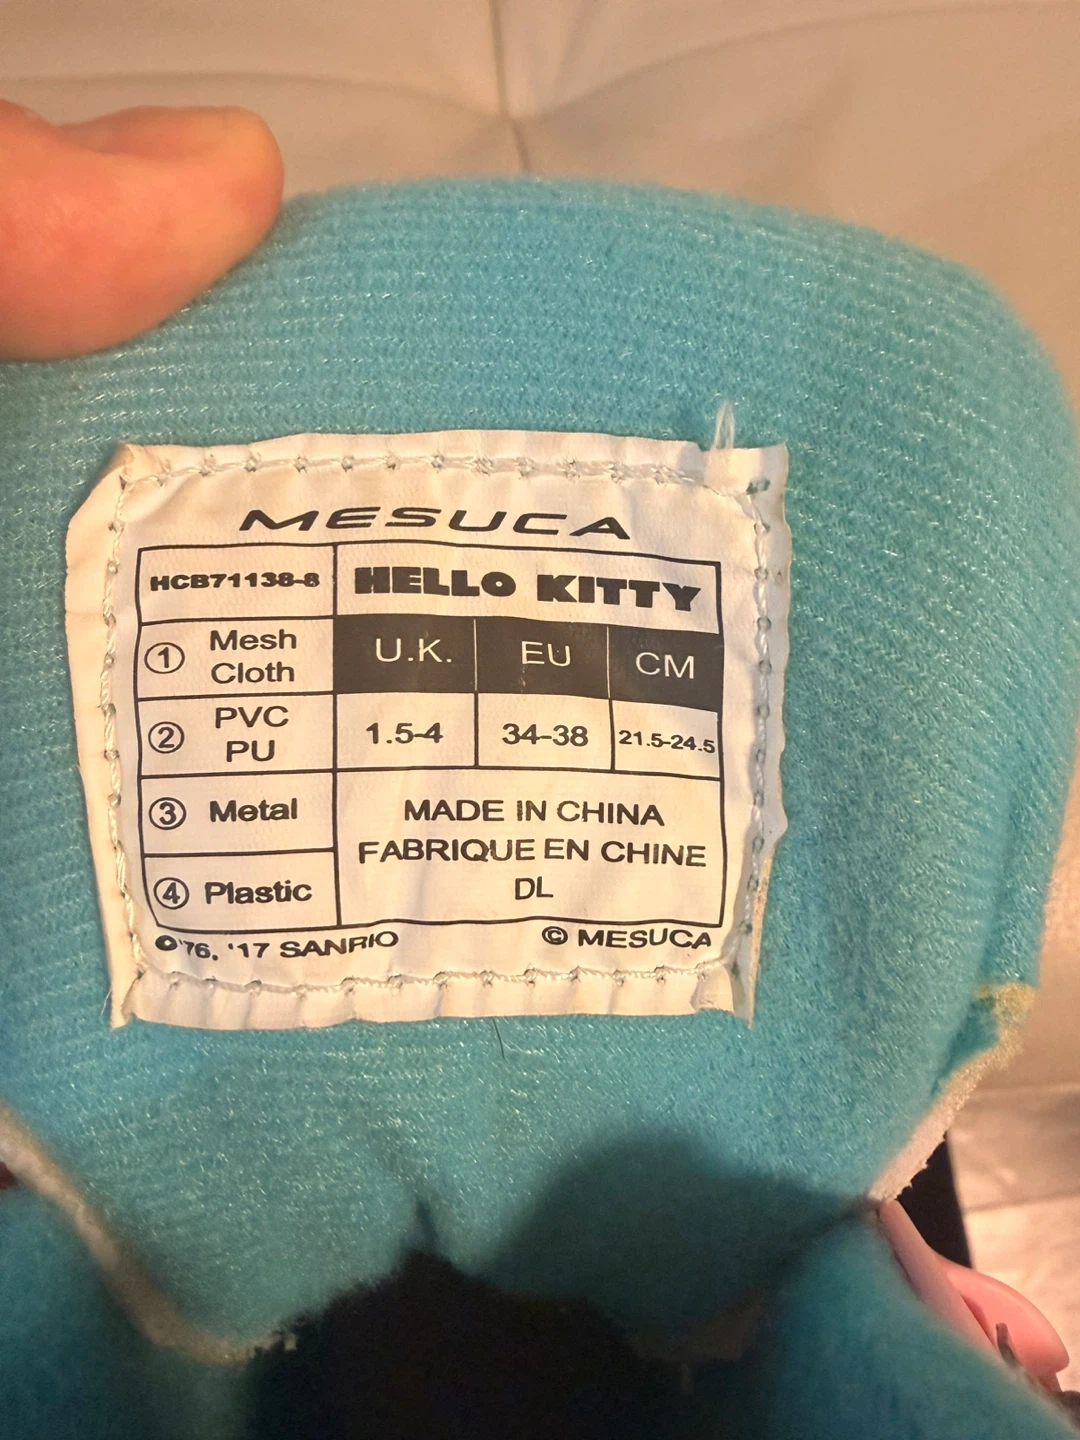 MESUCA
HCB71138-8 HELLO KITTY
① Mesh Cloth
U.K. EU CM
② PVC PU
1.5-4 34-38 21.5-24.5
③ Metal
MADE IN CHINA
FABRIQUE EN CHINE
④ Plastic
DL
©'76, '17 SANRIO © MESUCA